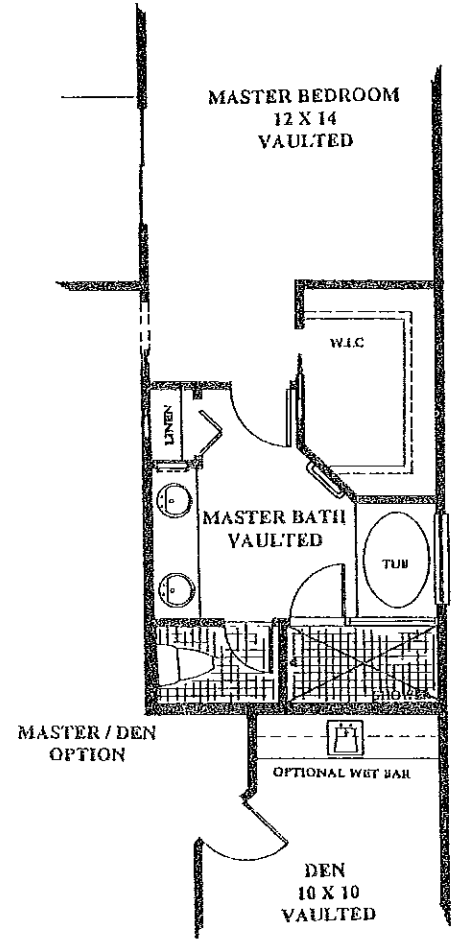 MASTER BEDROOM
12 X 14
VAULTED
W.I.C
LINEN
MASTER BATH
VAULTED
TUB
SHOWER
MASTER / DEN
OPTION
OPTIONAL WET BAR
DEN
10 X 10
VAULTED